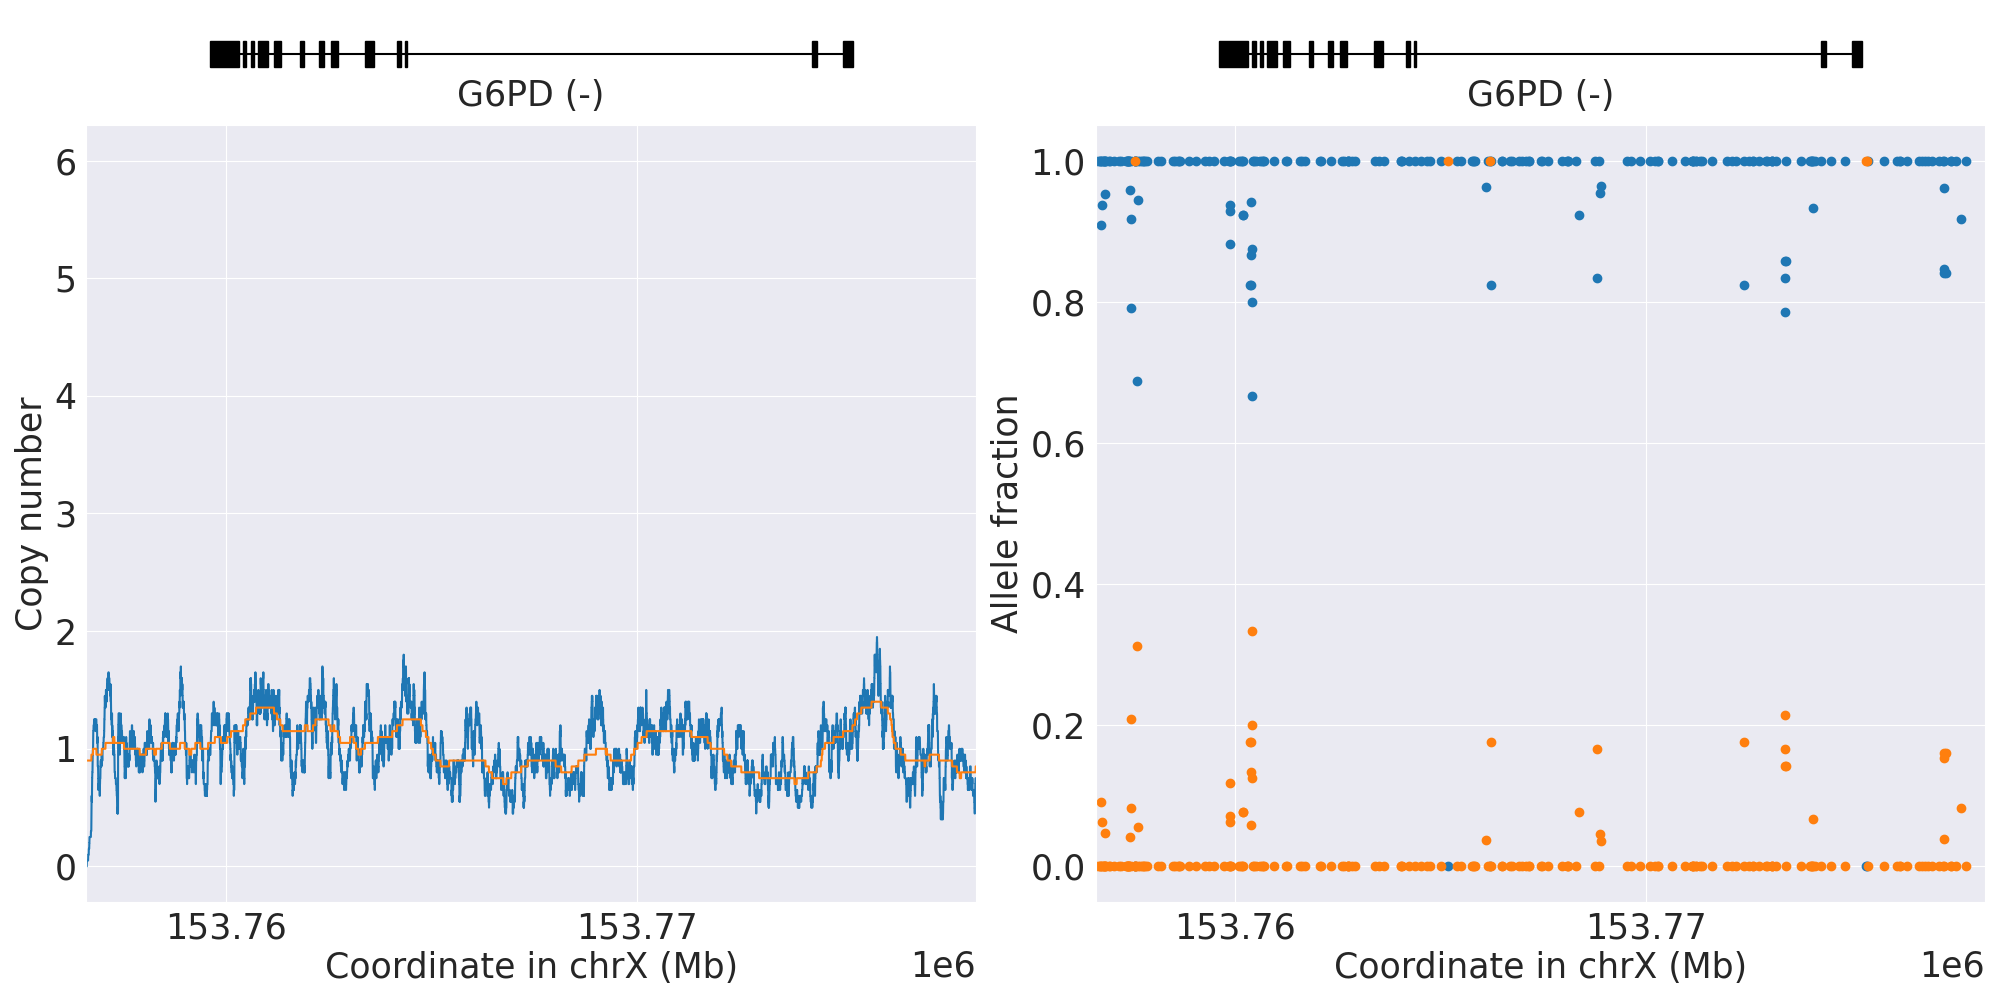 G6PD (-)
6
5
4
3
2
1
0
Copy number
153.76
153.77
Coordinate in chrX (Mb)
1e6
G6PD (-)
1.0
0.8
0.6
0.4
0.2
0.0
Allele fraction
153.76
153.77
Coordinate in chrX (Mb)
1e6